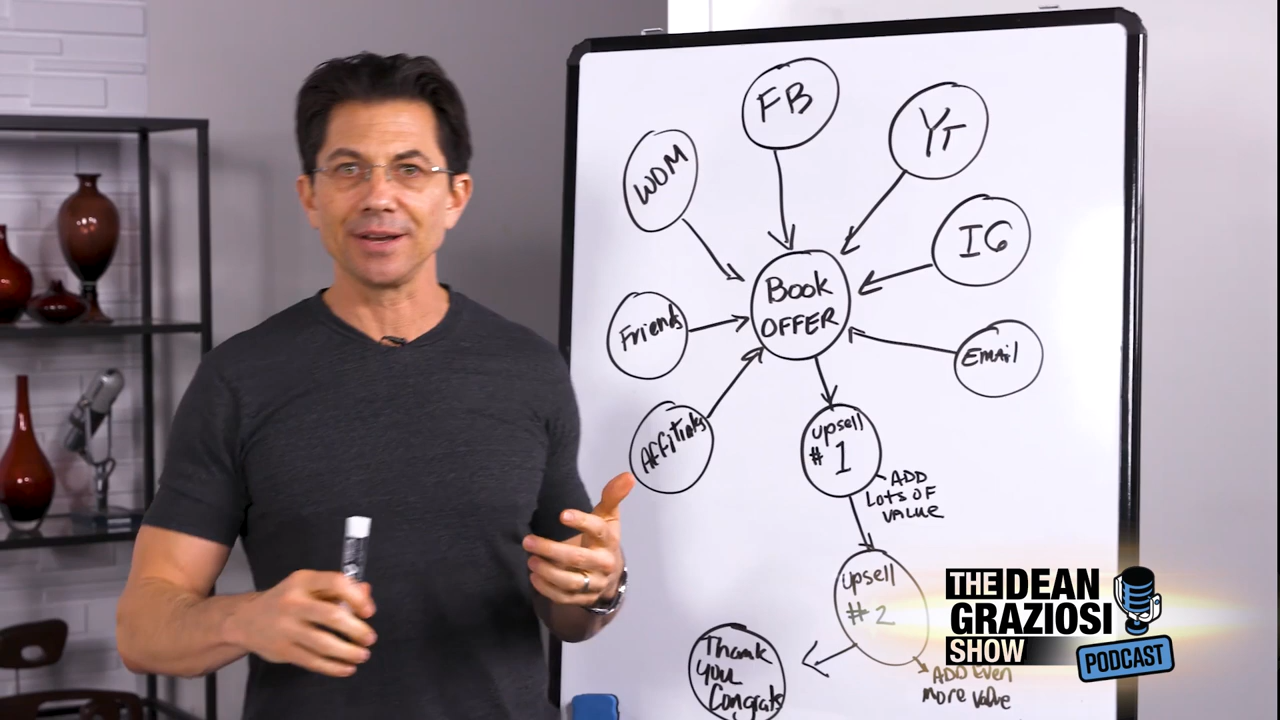 FB
YT
WOM
IG
Book
OFFER
Friends
Email
Affitiates
upsell
#1
ADD
LOTS OF
VALUE
upsell
#2
ADD Even
more value
Thank
you
Congrats
THE DEAN
GRAZIOSI
SHOW
PODCAST